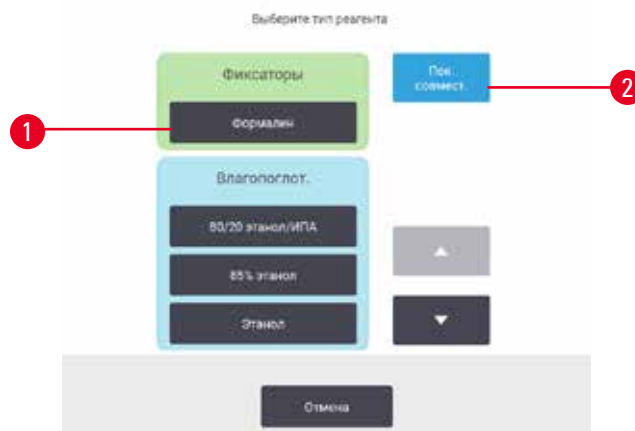 Выберите тип реагента
Фиксаторы
Пок.
совмест.
Формалин
1
2
Влагопоглот.
80/20 этанол/ИПА
85% этанол
Этанол
Отмена